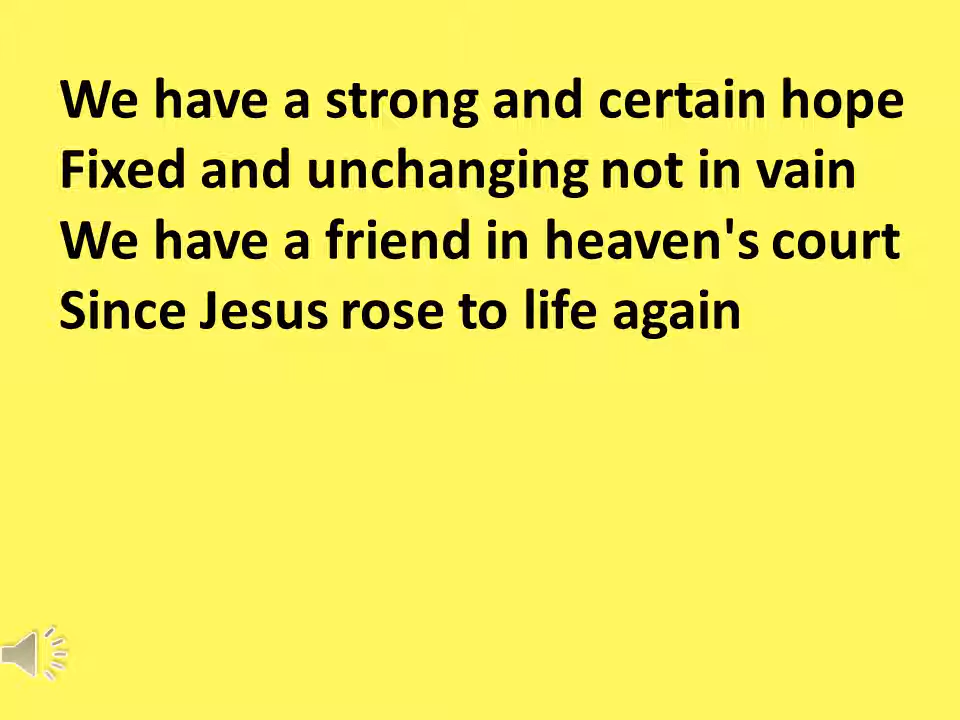 We have a strong and certain hope
Fixed and unchanging not in vain
We have a friend in heaven's court
Since Jesus rose to life again